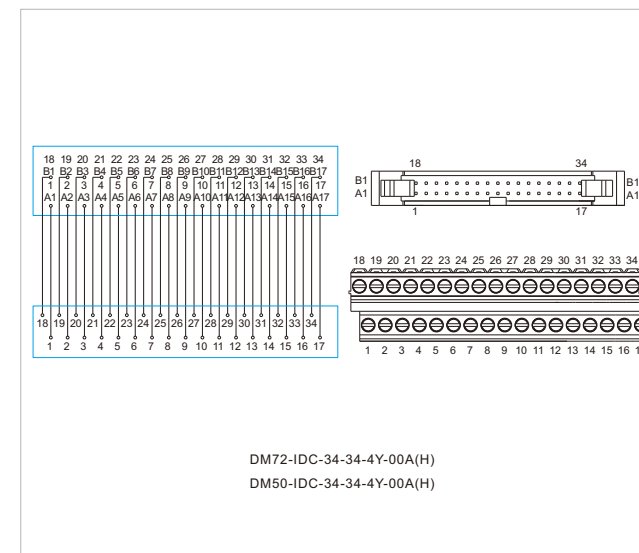 18 19 20 21 22 23 24 25 26 27 28 29 30 31 32 33 34
B1 B2 B3 B4 B5 B6 B7 B8 B9 B10 B11 B12 B13 B14 B15 B16 B17
1 2 3 4 5 6 7 8 9 10 11 12 13 14 15 16 17
A1 A2 A3 A4 A5 A6 A7 A8 A9 A10 A11 A12 A13 A14 A15 A16 A17
18 19 20 21 22 23 24 25 26 27 28 29 30 31 32 33 34
1 2 3 4 5 6 7 8 9 10 11 12 13 14 15 16 17
18 34
B1 B1
A1 A1
1 17
18 19 20 21 22 23 24 25 26 27 28 29 30 31 32 33 34
1 2 3 4 5 6 7 8 9 10 11 12 13 14 15 16
DM72-IDC-34-34-4Y-00A(H)
DM50-IDC-34-34-4Y-00A(H)